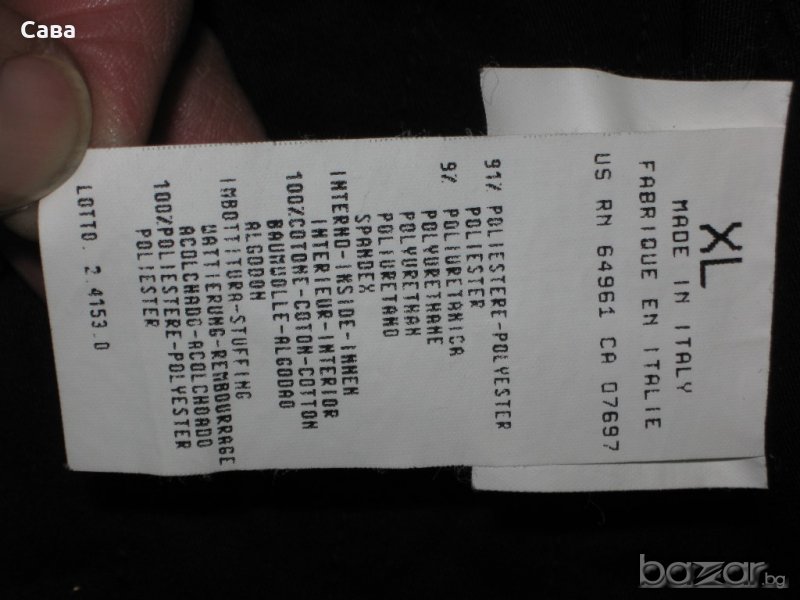 Сава
XL
MADE IN ITALY
FABRIQUE EN ITALIE
US RN 64961 CA 07697
91% POLIESTERE-POLYESTER
POLIESTER
9% POLIURETANICA
POLYURETHANE
POLYURETHAN
POLIURETANO
SPANDEX
INTERNO-INSIDE-INNEN
INTERIEUR-INTERIOR
100%COTONE-COTON-COTTON
BAUMWOLLE-ALGODAO
ALGODON
IMBOTTITURA-STUFFING
WATTIERUNG-REMBOURRAGE
ACOLCHADO-ACOLCHOADO
100%POLIESTERE-POLYESTER
POLIESTER
LOTTO. 2.4153.0
bazar.bg